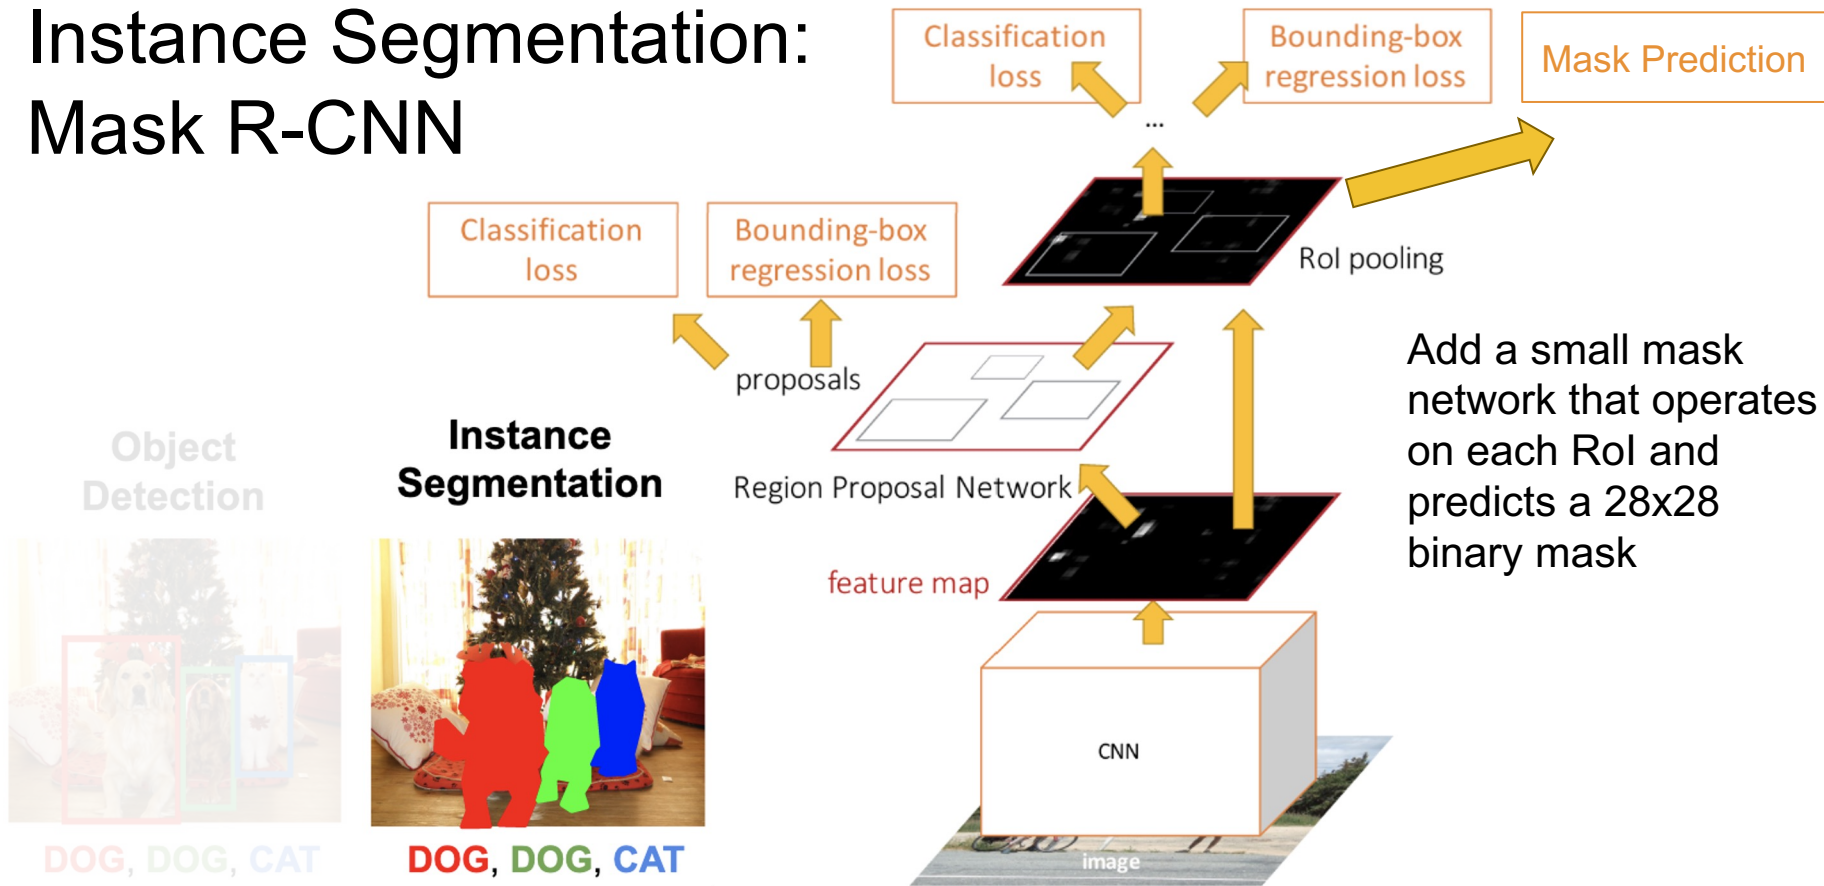 Instance Segmentation:
Mask R-CNN
Classification
loss
Bounding-box
regression loss
Mask Prediction
...
Classification
loss
Bounding-box
regression loss
RoI pooling
proposals
Region Proposal Network
feature map
CNN
image
Add a small mask
network that operates
on each RoI and
predicts a 28x28
binary mask
Object
Detection
DOG, DOG, CAT
Instance
Segmentation
DOG, DOG, CAT